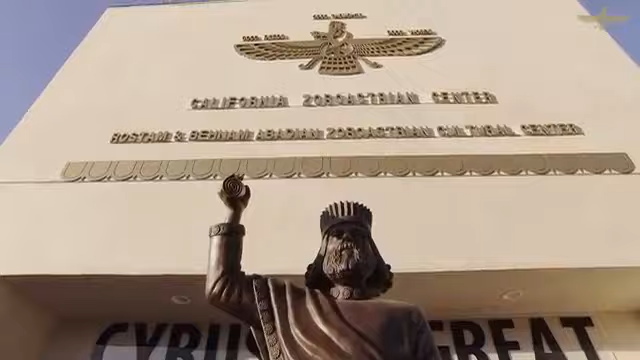 CALIFORNIA ZOROASTRIAN CENTER
ROSTAM & BEHNAM ABADIAN ZOROASTRIAN CULTURAL CENTER
CYRUS
GREAT